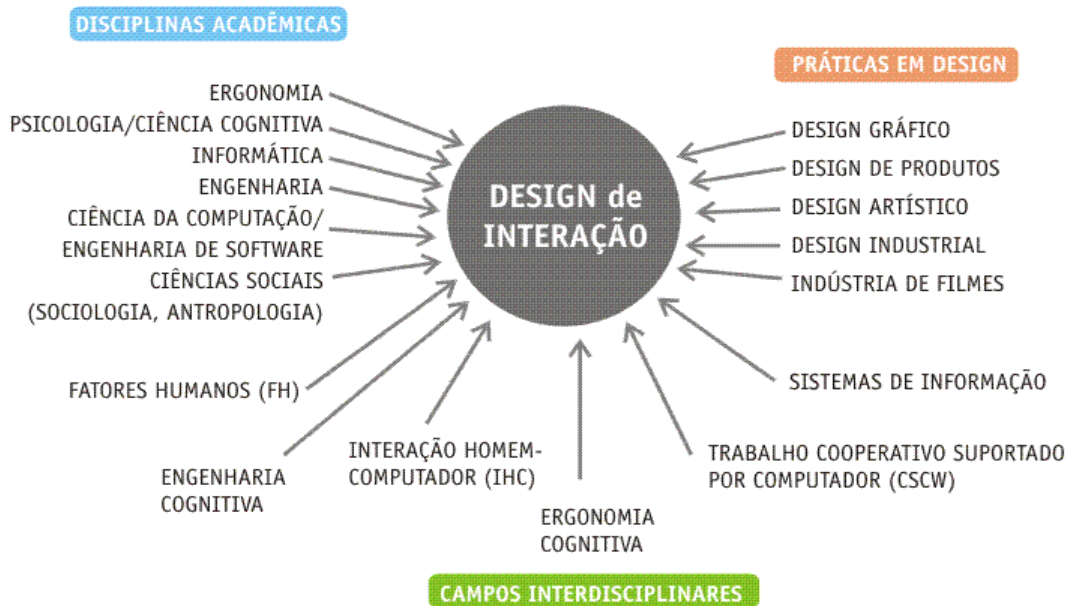 DISCIPLINAS ACADÊMICAS
ERGONOMIA
PSICOLOGIA/CIÊNCIA COGNITIVA
INFORMÁTICA
ENGENHARIA
CIÊNCIA DA COMPUTAÇÃO/
ENGENHARIA DE SOFTWARE
CIÊNCIAS SOCIAIS
(SOCIOLOGIA, ANTROPOLOGIA)
DESIGN de
INTERAÇÃO
PRÁTICAS EM DESIGN
DESIGN GRÁFICO
DESIGN DE PRODUTOS
DESIGN ARTÍSTICO
DESIGN INDUSTRIAL
INDÚSTRIA DE FILMES
FATORES HUMANOS (FH)
ENGENHARIA
COGNITIVA
INTERAÇÃO HOMEM-
COMPUTADOR (IHC)
ERGONOMIA
COGNITIVA
TRABALHO COOPERATIVO SUPORTADO
POR COMPUTADOR (CSCW)
SISTEMAS DE INFORMAÇÃO
CAMPOS INTERDISCIPLINARES